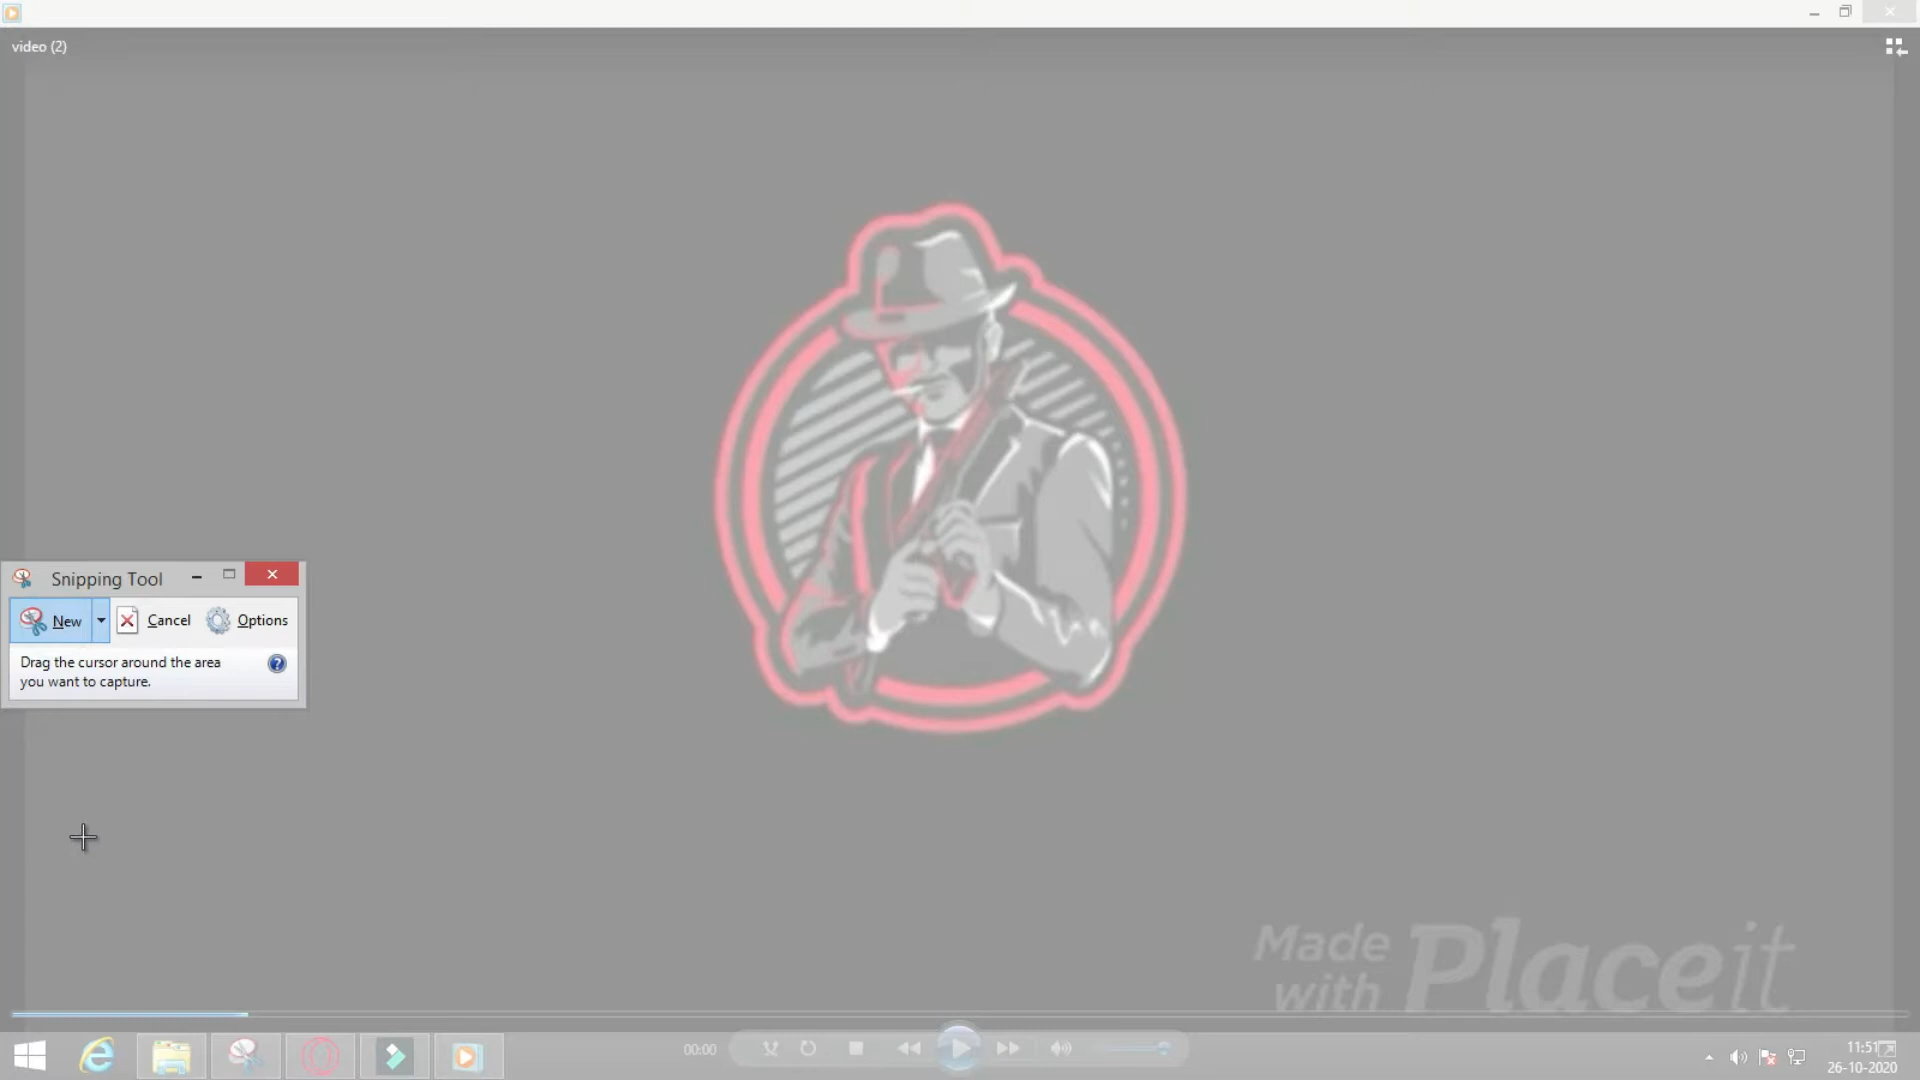 video (2)
Snipping Tool
New
Cancel
Options
Drag the cursor around the area
you want to capture.
Made
with
Placeit
00:00
11:51
26-10-2020